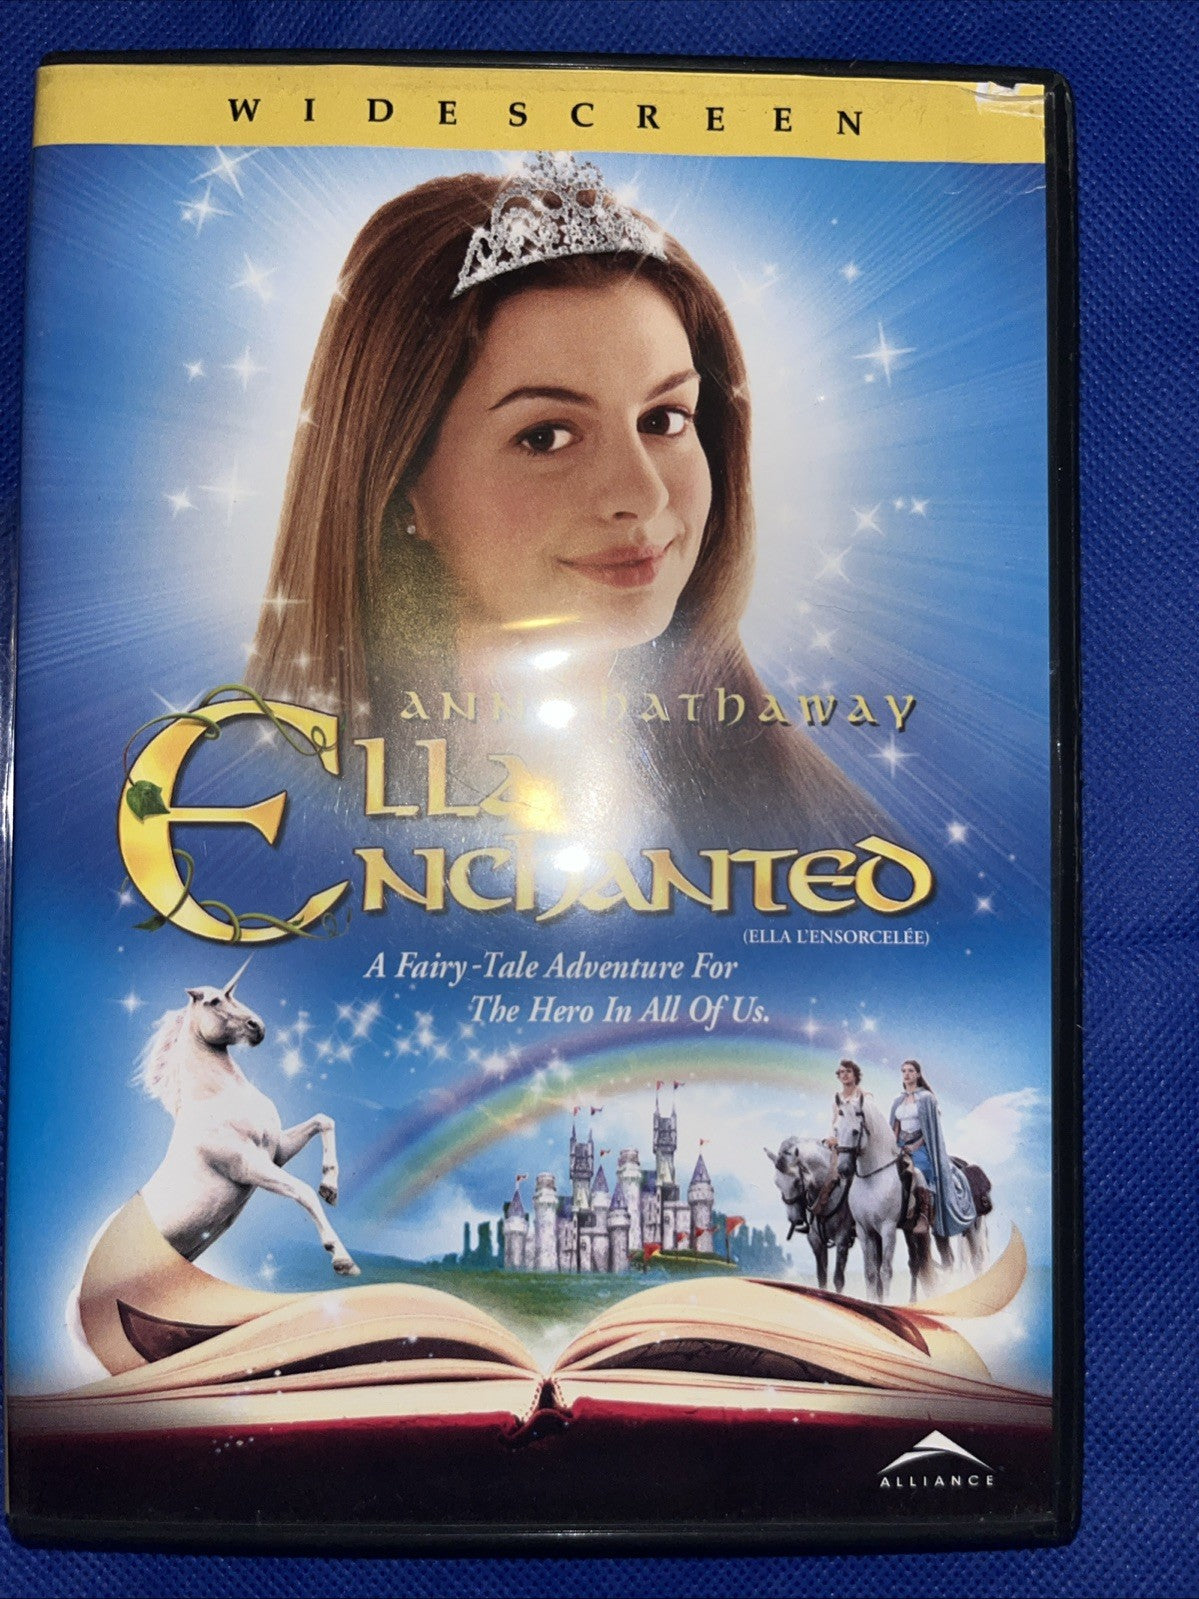 WIDESCREEN
ANNE hAThAWAY
ELLA
ENChANTED
(ELLA L'ENSORCELÉE)
A Fairy-Tale Adventure For
The Hero In All Of Us.
ALLIANCE